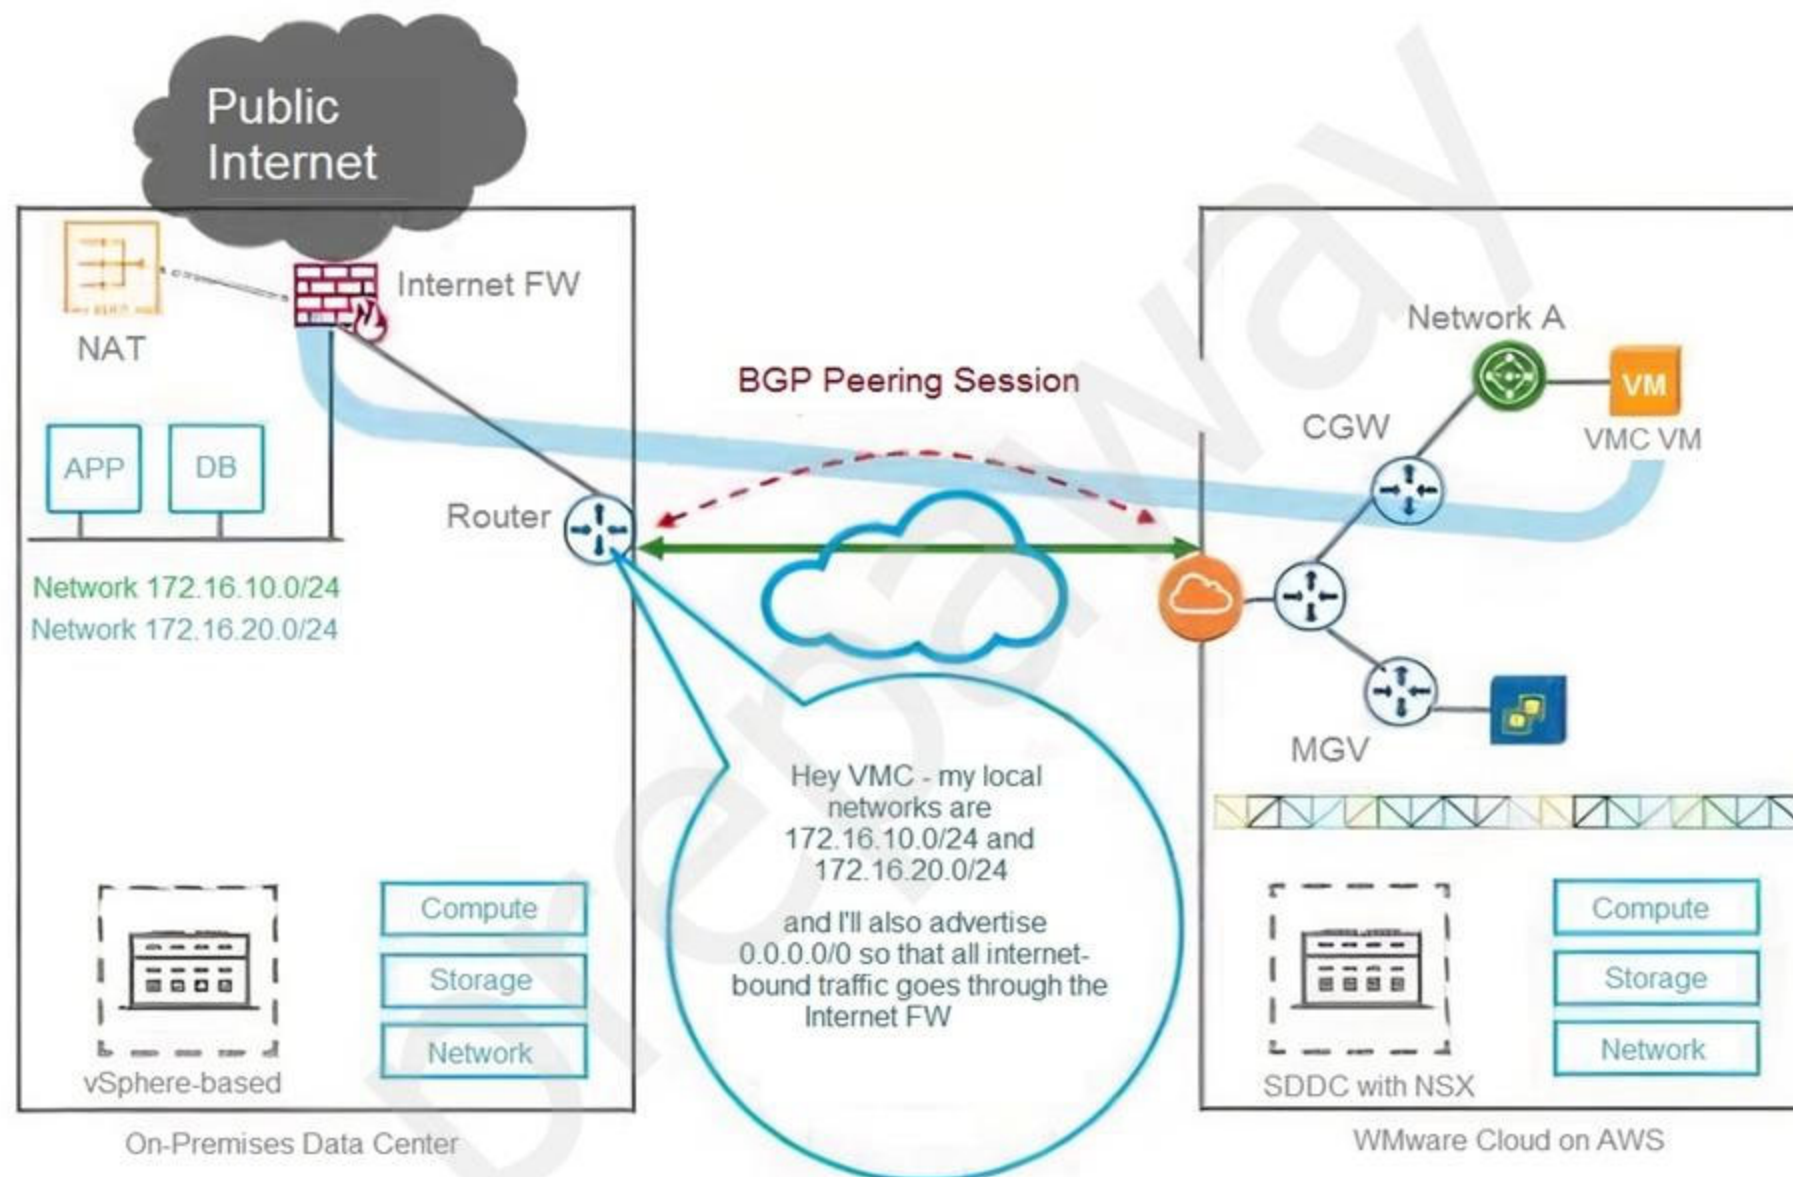 Public
Internet
NAT
Internet FW
APP
DB
Router
Network 172.16.10.0/24
Network 172.16.20.0/24
BGP Peering Session
Network A
CGW
VM
VMC VM
MGV
Hey VMC - my local
networks are
172.16.10.0/24 and
172.16.20.0/24
and I'll also advertise
0.0.0.0/0 so that all internet-
bound traffic goes through the
Internet FW
Compute
Storage
Network
vSphere-based
On-Premises Data Center
Compute
Storage
Network
SDDC with NSX
WMware Cloud on AWS
prepaway